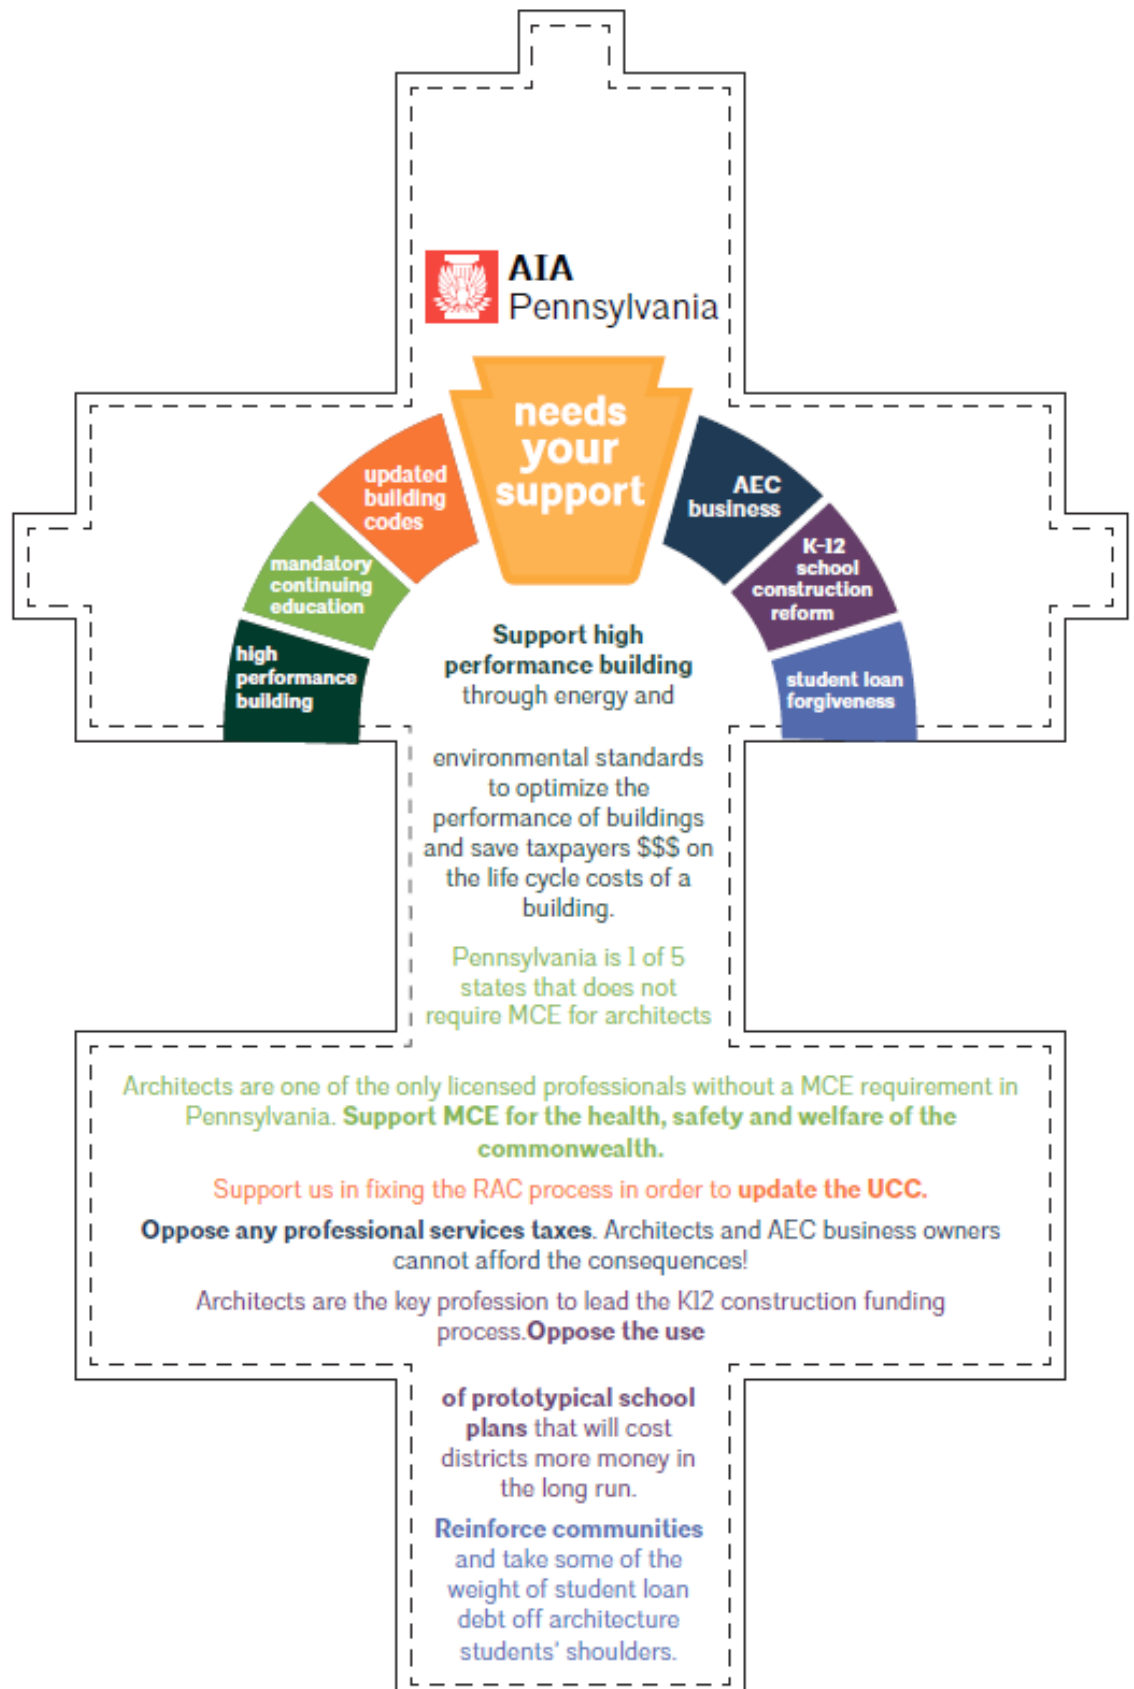 AIA
Pennsylvania
needs
your
support
updated
building
codes
mandatory
continuing
education
high
performance
building
AEC
business
K-12
school
construction
reform
student loan
forgiveness
Support high
performance building
through energy and
environmental standards
to optimize the
performance of buildings
and save taxpayers $$$ on
the life cycle costs of a
building.
Pennsylvania is 1 of 5
states that does not
require MCE for architects
Architects are one of the only licensed professionals without a MCE requirement in
Pennsylvania. Support MCE for the health, safety and welfare of the
commonwealth.
Support us in fixing the RAC process in order to update the UCC.
Oppose any professional services taxes. Architects and AEC business owners
cannot afford the consequences!
Architects are the key profession to lead the K12 construction funding
process.Oppose the use
of prototypical school
plans that will cost
districts more money in
the long run.
Reinforce communities
and take some of the
weight of student loan
debt off architecture
students' shoulders.